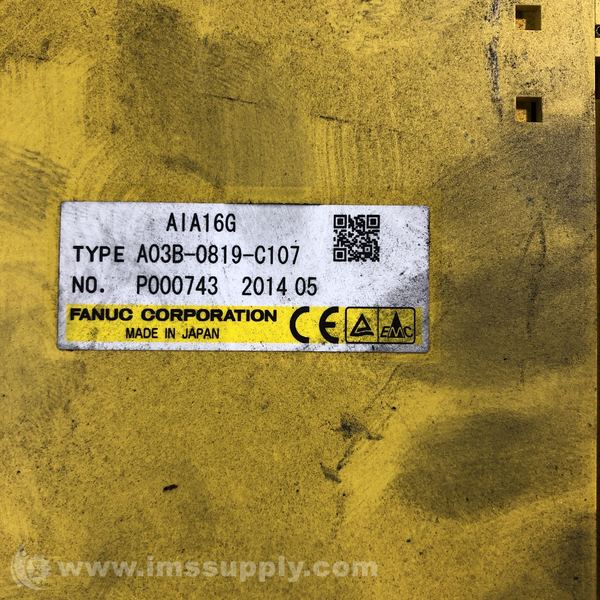 AIA16G
TYPE A03B-0819-C107
NO. P000743 2014 05
FANUC CORPORATION
MADE IN JAPAN
CE
EMC
www.imssupply.com